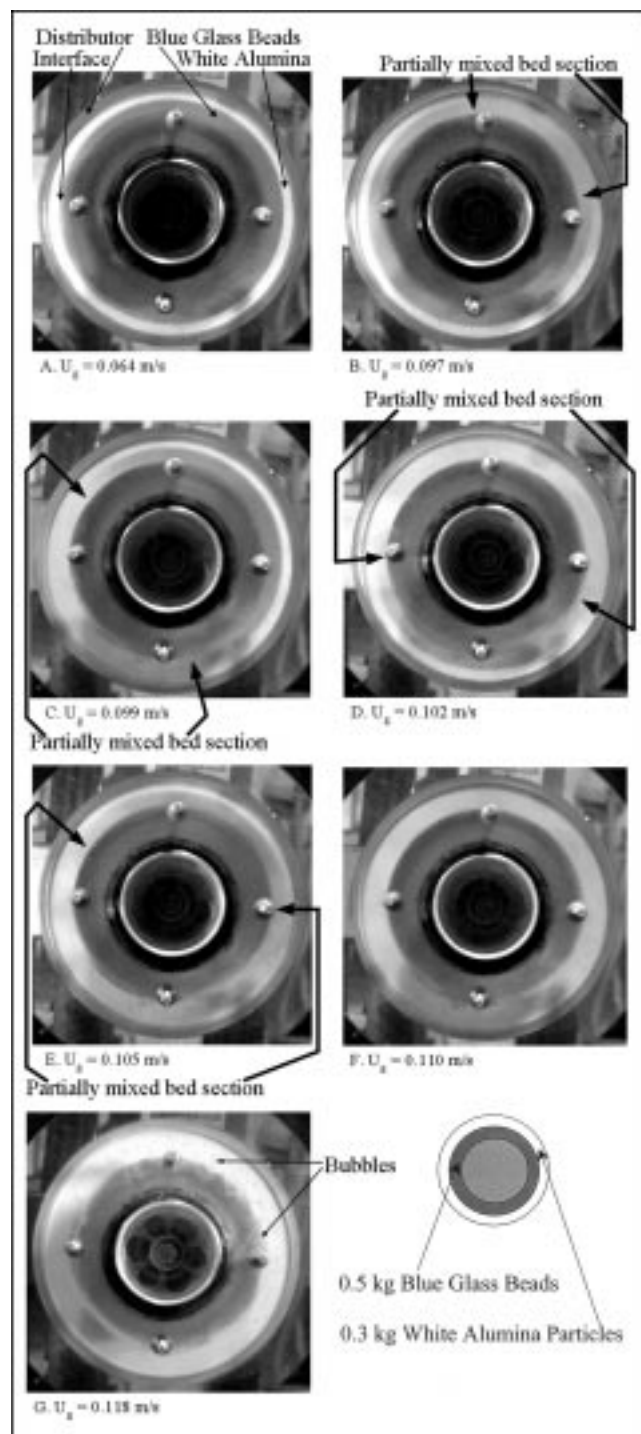 Distributor Blue Glass Beads
Interface White Alumina
Partially mixed bed section
A. Ug = 0.064 m/s
B. Ug = 0.097 m/s
Partially mixed bed section
C. Ug = 0.099 m/s
D. Ug = 0.102 m/s
Partially mixed bed section
E. Ug = 0.105 m/s
F. Ug = 0.110 m/s
Partially mixed bed section
Bubbles
0.5 kg Blue Glass Beads
0.3 kg White Alumina Particles
G. Ug = 0.118 m/s